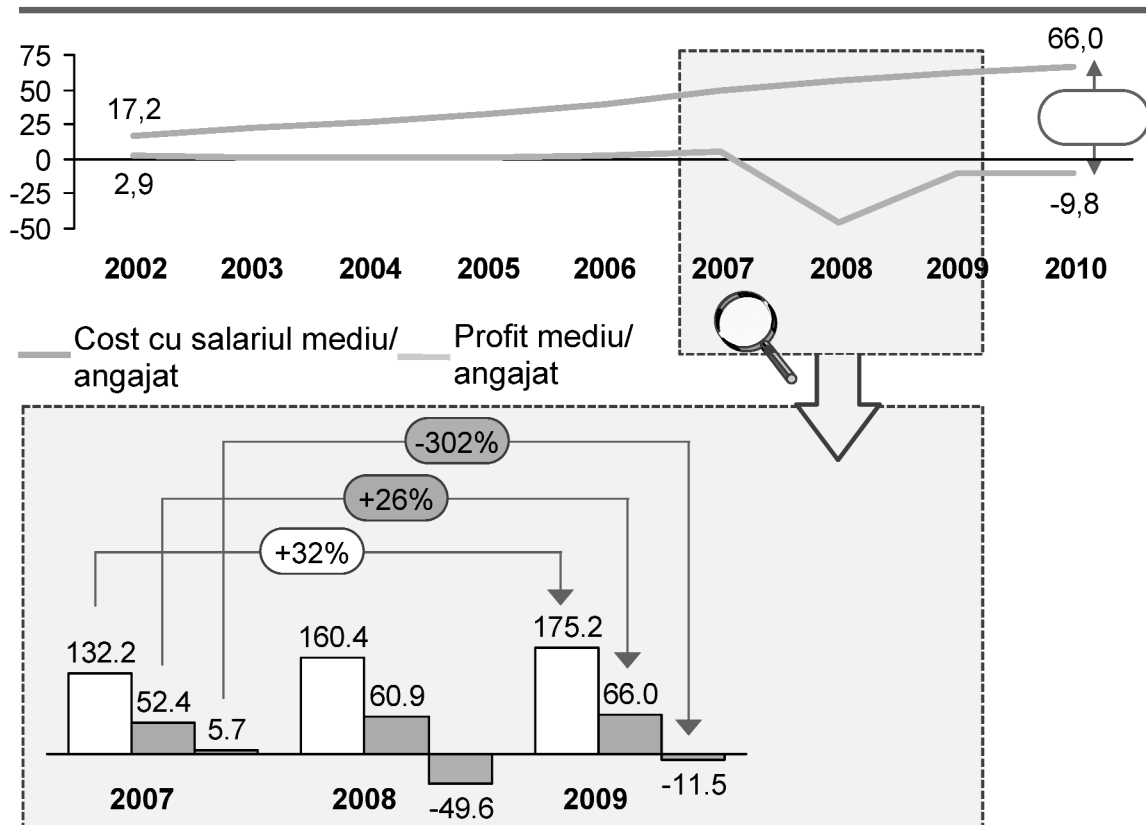 75
50
25
0
-25
-50
17,2
2,9
66,0
-9,8
2002 2003 2004 2005 2006 2007 2008 2009 2010
Cost cu salariul mediu/ Profit mediu/
angajat angajat
-302%
+26%
+32%
132.2 160.4 175.2
52.4 60.9 66.0
5.7 -49.6 -11.5
2007 2008 2009